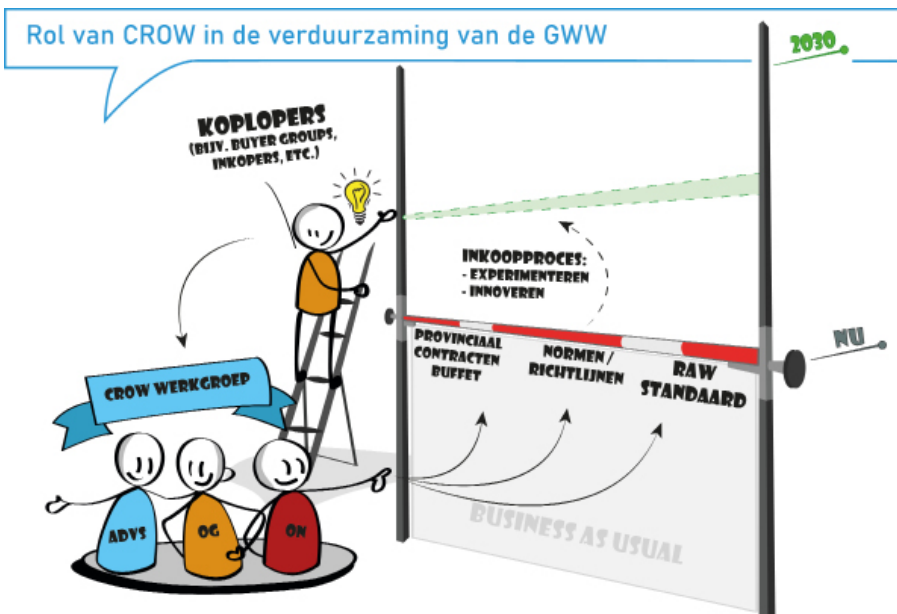 Rol van CROW in de verduurzaming van de GWW
2030
KOPLOPERS
(BIJV. BUYER GROUPS,
INKOPERS, ETC.)
INKOOPPROCES:
- EXPERIMENTEREN
- INNOVEREN
NU
PROVINCIAAL
CONTRACTEN
BUFFET
NORMEN /
RICHTLIJNEN
RAW
STANDAARD
CROW WERKGROEP
ADVS
OG
ON
BUSINESS AS USUAL